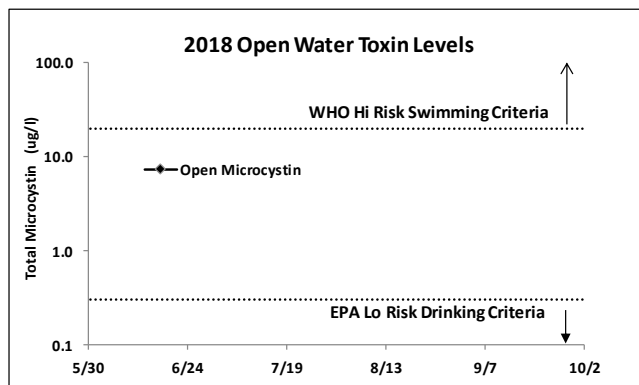 2018 Open Water Toxin Levels
Total Microcystin (ug/l)
100.0
10.0
1.0
0.1
WHO Hi Risk Swimming Criteria
Open Microcystin
EPA Lo Risk Drinking Criteria
5/30 6/24 7/19 8/13 9/7 10/2